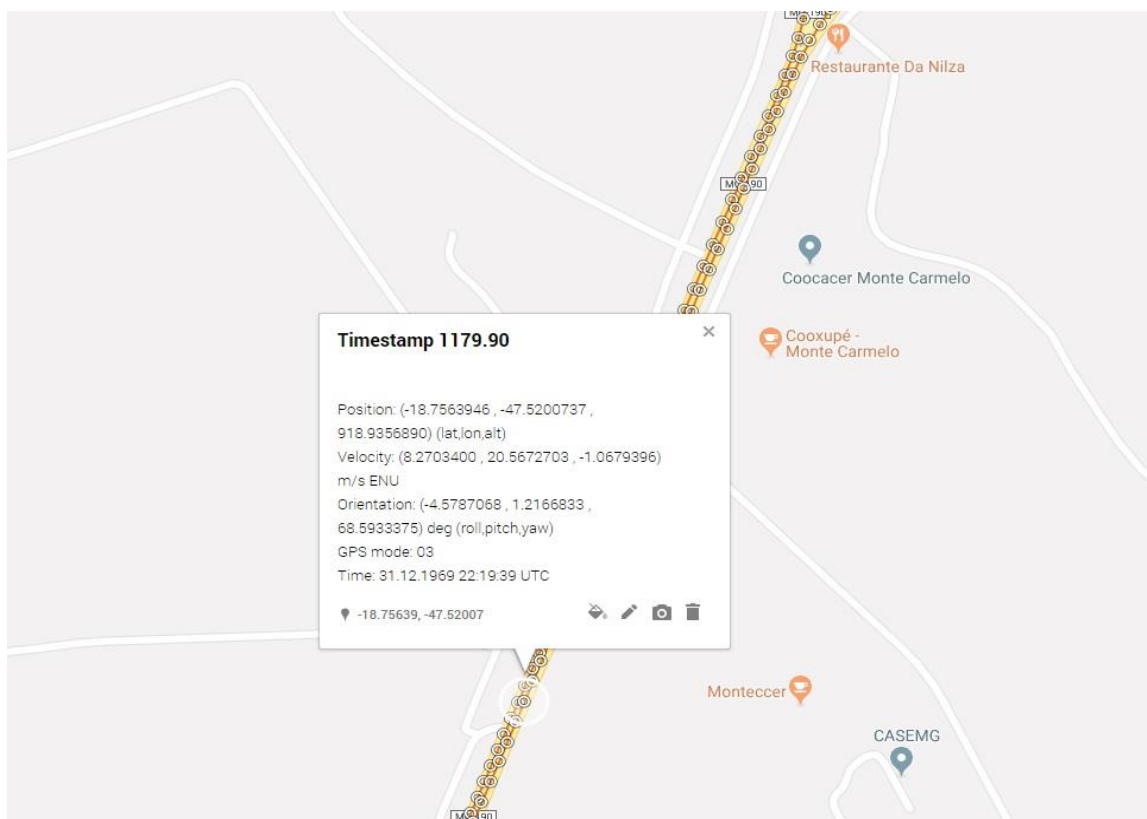 Restaurante Da Nilza
Coocacer Monte Carmelo
Timestamp 1179.90
Cooxupé -
Monte Carmelo
Position: (-18.7563946 , -47.5200737 ,
918.9356890) (lat,lon,alt)
Velocity: (8.2703400 , 20.5672703 , -1.0679396)
m/s ENU
Orientation: (-4.5787068 , 1.2166833 ,
68.5933375) deg (roll,pitch,yaw)
GPS mode: 03
Time: 31.12.1969 22:19:39 UTC
-18.75639, -47.52007
Monteccer
CASEMG